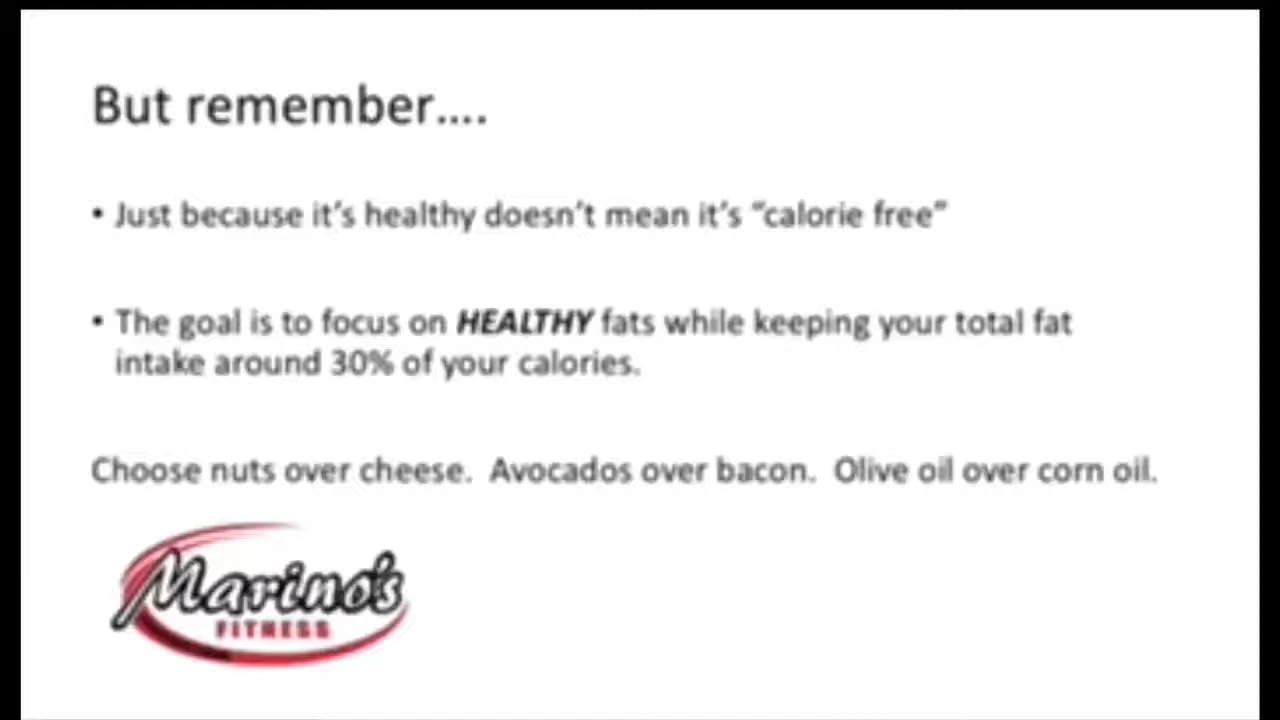 But remember....
• Just because it's healthy doesn't mean it's “calorie free”
• The goal is to focus on HEALTHY fats while keeping your total fat
intake around 30% of your calories.
Choose nuts over cheese.  Avocados over bacon.  Olive oil over corn oil.
Marino's
FITNESS